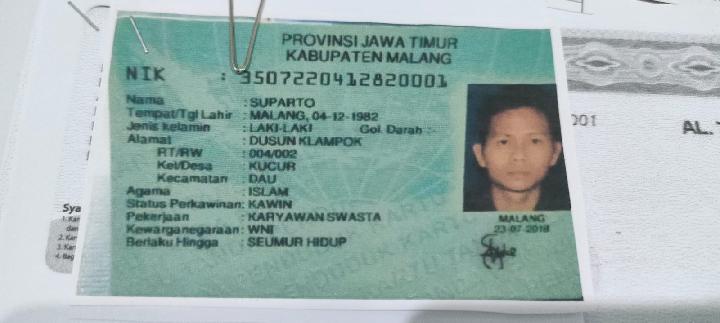 PROVINSI JAWA TIMUR
KABUPATEN MALANG
NIK : 3507220412820001
Nama : SUPARTO
Tempat/Tgl Lahir : MALANG, 04-12-1982
Jenis kelamin : LAKI-LAKI Gol. Darah :-
Alamat : DUSUN KLAMPOK
RT/RW : 004/002
Kel/Desa : KUCUR
Kecamatan : DAU
Agama : ISLAM
Status Perkawinan: KAWIN
Pekerjaan : KARYAWAN SWASTA
Kewarganegaraan: WNI
Berlaku Hingga : SEUMUR HIDUP
MALANG
23-07-2018
001
AL.
Sya
1. Kar
dan
2. Kar
3. Kar
4. Bag